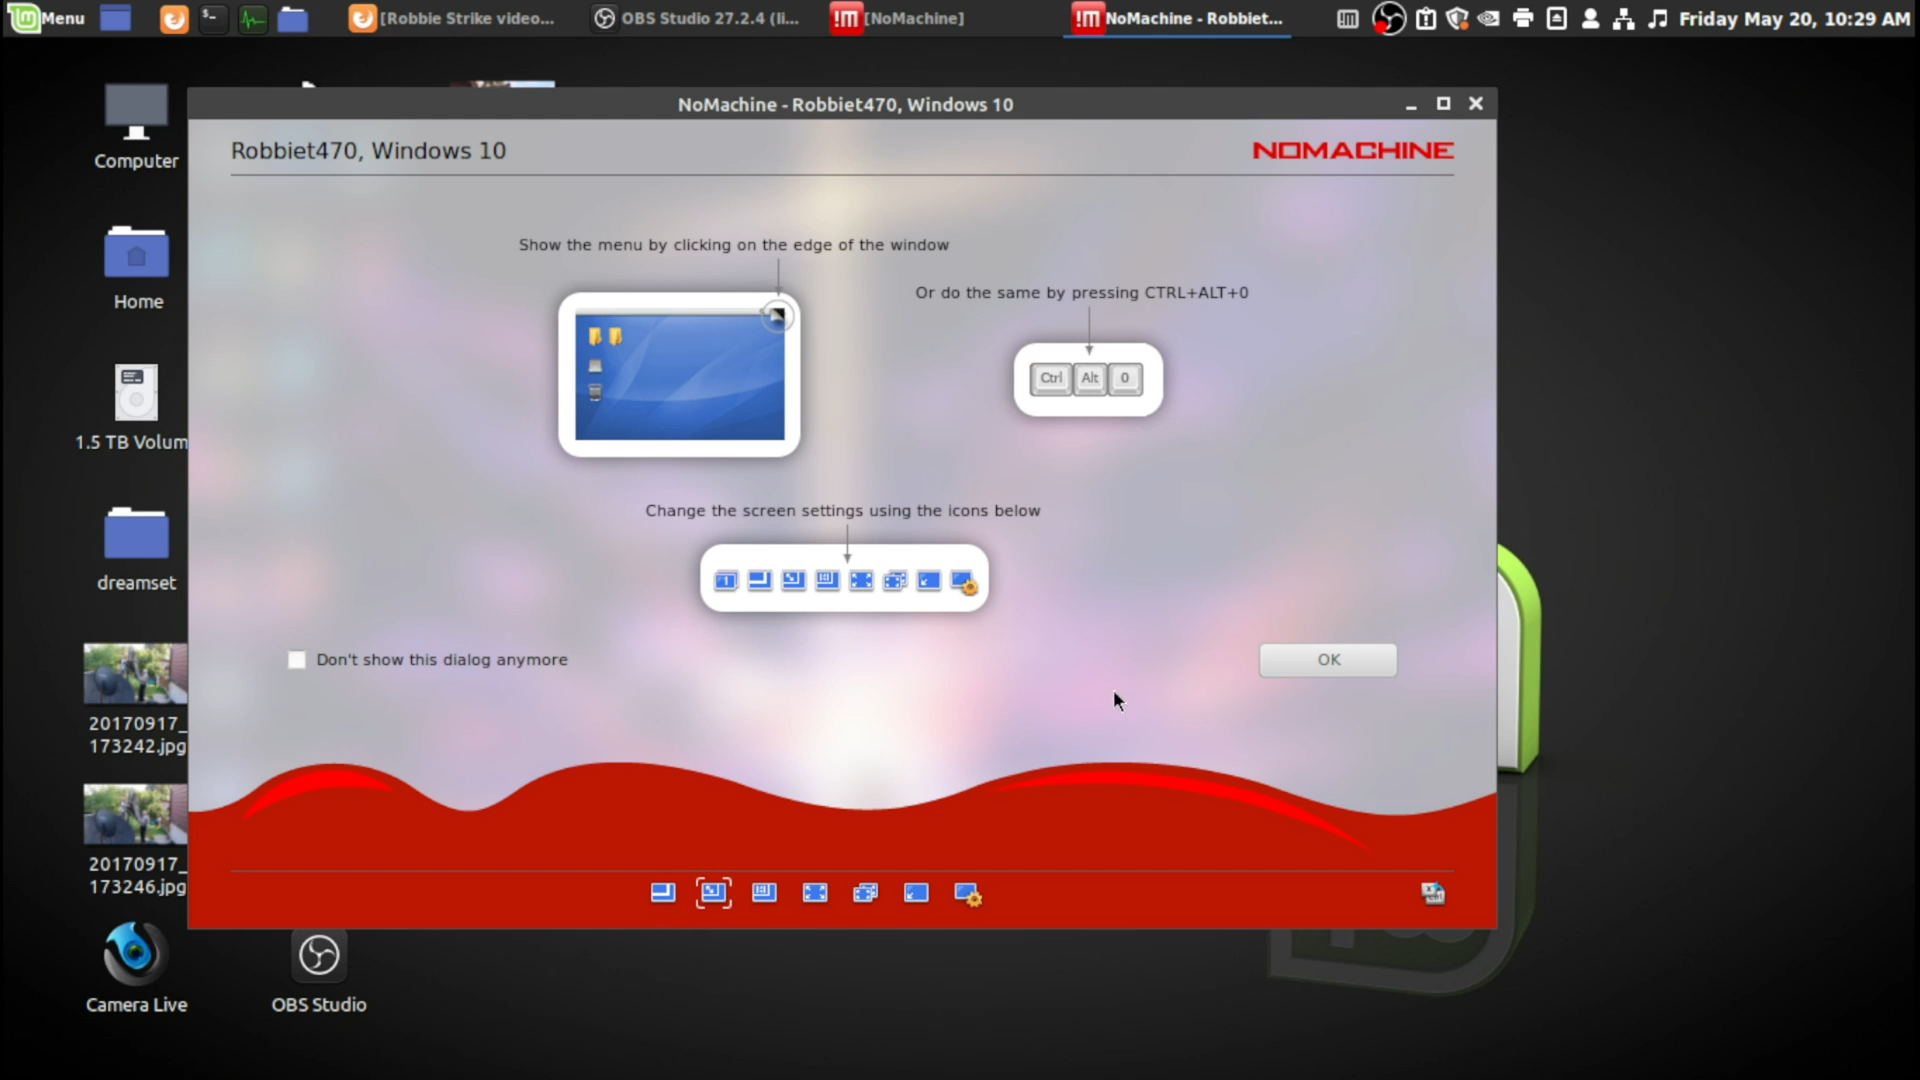 Menu
[Robbie Strike video...
OBS Studio 27.2.4 (li...
!M [NoMachine]
!M NoMachine - Robbiet...
Friday May 20, 10:29 AM
NoMachine - Robbiet470, Windows 10
Robbiet470, Windows 10
NOMACHINE
Show the menu by clicking on the edge of the window
Or do the same by pressing CTRL+ALT+0
Ctrl Alt 0
Change the screen settings using the icons below
Don't show this dialog anymore
OK
Computer
Home
1.5 TB Volum
dreamset
20170917_
173242.jpg
20170917_
173246.jpg
Camera Live
OBS Studio